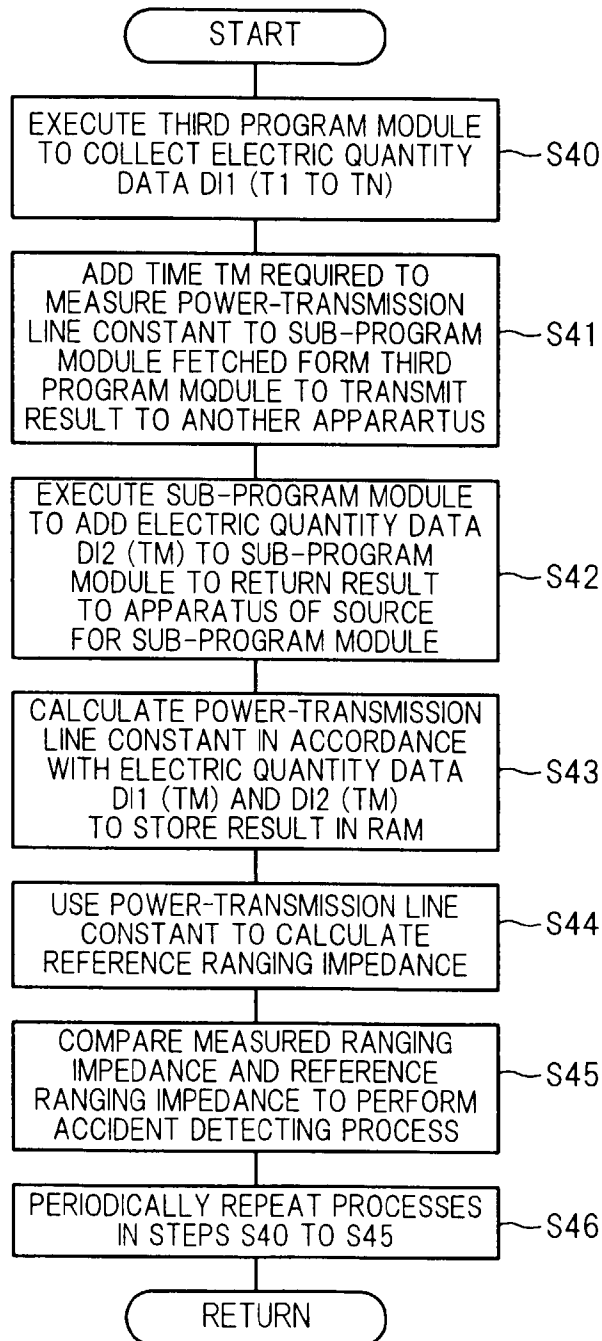 START
EXECUTE THIRD PROGRAM MODULE
TO COLLECT ELECTRIC QUANTITY
DATA DI1 (T1 TO TN)
S40
ADD TIME TM REQUIRED TO
MEASURE POWER-TRANSMISSION
LINE CONSTANT TO SUB-PROGRAM
MODULE FETCHED FORM THIRD
PROGRAM MQDULE TO TRANSMIT
RESULT TO ANOTHER APPARARTUS
S41
EXECUTE SUB-PROGRAM MODULE
TO ADD ELECTRIC QUANTITY DATA
DI2 (TM) TO SUB-PROGRAM
MODULE TO RETURN RESULT
TO APPARATUS OF SOURCE
FOR SUB-PROGRAM MODULE
S42
CALCULATE POWER-TRANSMISSION
LINE CONSTANT IN ACCORDANCE
WITH ELECTRIC QUANTITY DATA
DI1 (TM) AND DI2 (TM)
TO STORE RESULT IN RAM
S43
USE POWER-TRANSMISSION LINE
CONSTANT TO CALCULATE
REFERENCE RANGING IMPEDANCE
S44
COMPARE MEASURED RANGING
IMPEDANCE AND REFERENCE
RANGING IMPEDANCE TO PERFORM
ACCIDENT DETECTING PROCESS
S45
PERIODICALLY REPEAT PROCESSES
IN STEPS S40 TO S45
S46
RETURN